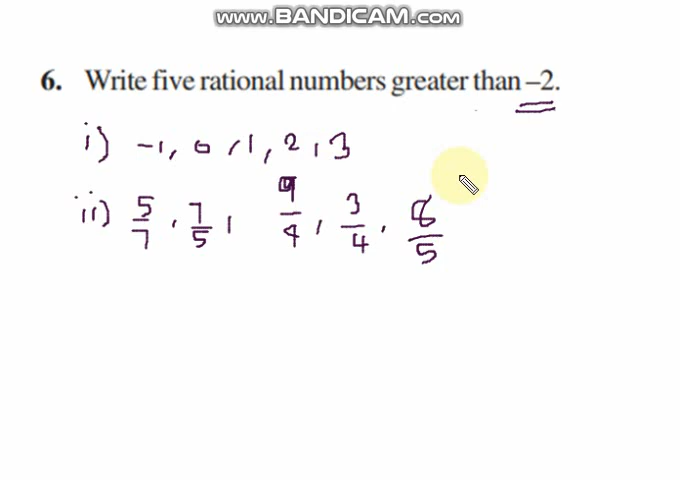 WWW.BANDICAM.COM
6. Write five rational numbers greater than –2.
i) -1, 0, 1, 2, 3
ii) 5/7, 7/5, 9/4, 3/4, 8/5